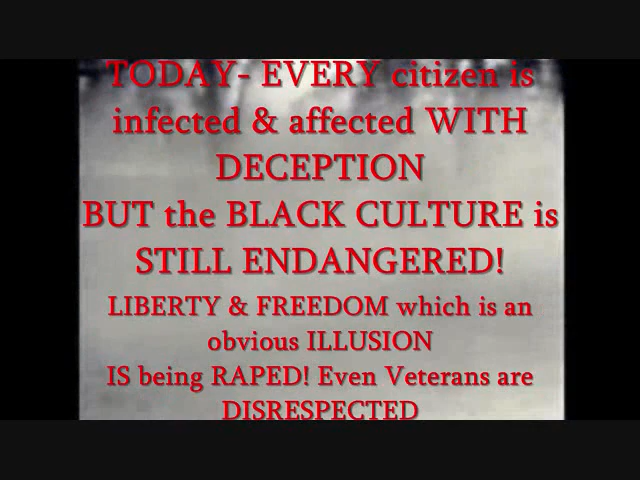 TODAY- EVERY citizen is
infected & affected WITH
DECEPTION
BUT the BLACK CULTURE is
STILL ENDANGERED!
LIBERTY & FREEDOM which is an
obvious ILLUSION
IS being RAPED! Even Veterans are
DISRESPECTED